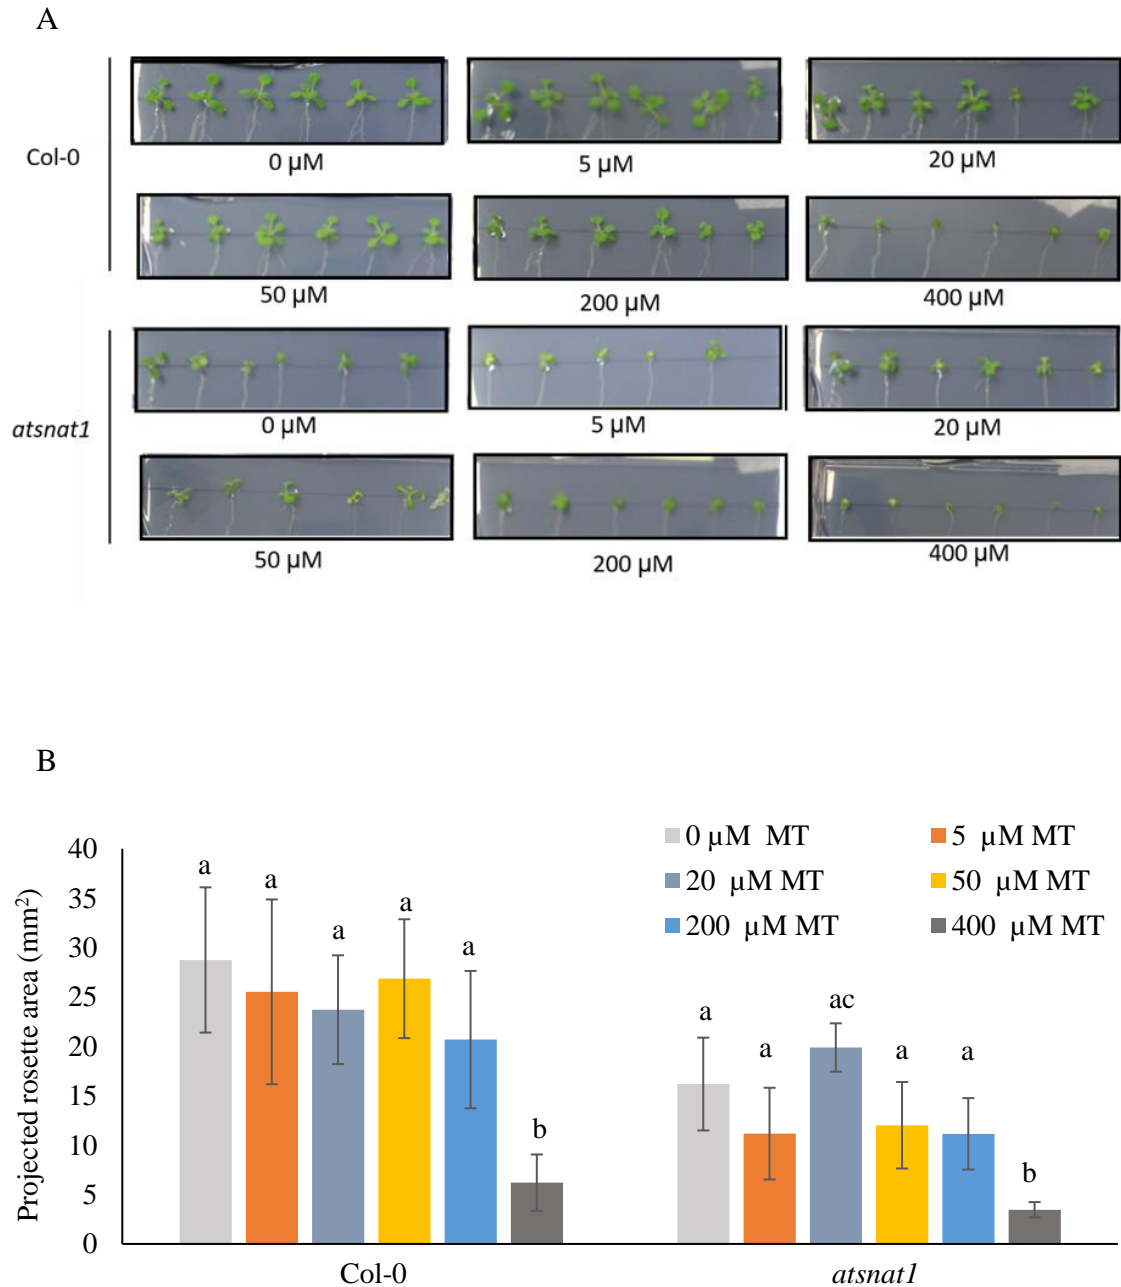 A
Col-0
0 µM
5 µM
20 µM
50 µM
200 µM
400 µM
atsnat1
0 µM
5 µM
20 µM
50 µM
200 µM
400 µM
B
Projected rosette area (mm²)
40
35
30
25
20
15
10
5
0
0 µM MT
5 µM MT
20 µM MT
50 µM MT
200 µM MT
400 µM MT
a
a
a
a
a
b
a
a
ac
a
a
b
Col-0
atsnat1